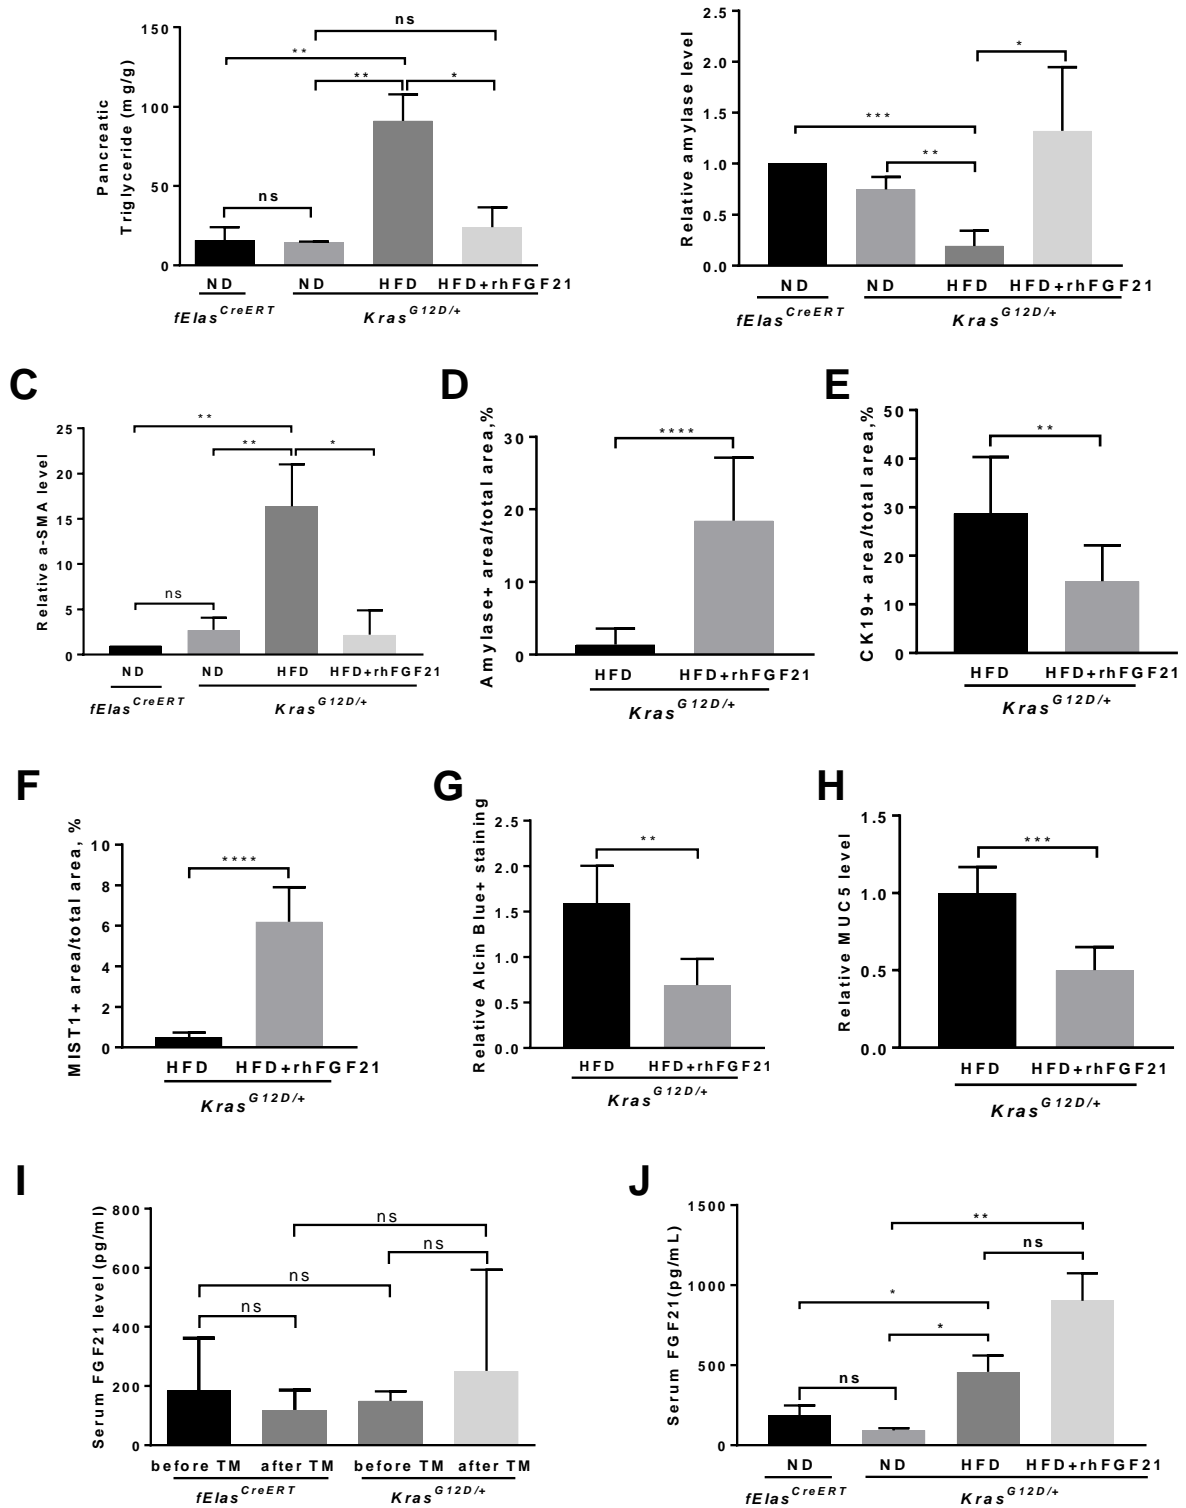 ns
**
**
*
ns
Pancreatic
Triglyceride (mg/g)
150
100
50
0
ND
ND
HFD
HFD+rhFGF21
fElas^CreERT
Kras^G12D/+
Relative amylase level
2.5
2.0
1.5
1.0
0.5
0.0
*
***
**
ND
ND
HFD
HFD+rhFGF21
fElas^CreERT
Kras^G12D/+
C
Relative a-SMA level
25
20
15
10
5
0
**
**
*
ns
ND
ND
HFD
HFD+rhFGF21
fElas^CreERT
Kras^G12D/+
D
Amylase+ area/total area,%
30
20
10
0
****
HFD
HFD+rhFGF21
Kras^G12D/+
E
CK19+ area/total area,%
50
40
30
20
10
0
**
HFD
HFD+rhFGF21
Kras^G12D/+
F
MIST1+ area/total area, %
10
8
6
4
2
0
****
HFD
HFD+rhFGF21
Kras^G12D/+
G
Relative Alcin Blue+ staining
2.5
2.0
1.5
1.0
0.5
0.0
**
HFD
HFD+rhFGF21
Kras^G12D/+
H
Relative MUC5 level
1.5
1.0
0.5
0.0
***
HFD
HFD+rhFGF21
Kras^G12D/+
I
Serum FGF21 level (pg/ml)
800
600
400
200
0
ns
ns
ns
ns
before TM
after TM
before TM
after TM
fElas^CreERT
Kras^G12D/+
J
Serum FGF21(pg/mL)
1500
1000
500
0
**
ns
*
*
ns
ND
ND
HFD
HFD+rhFGF21
fElas^CreERT
Kras^G12D/+